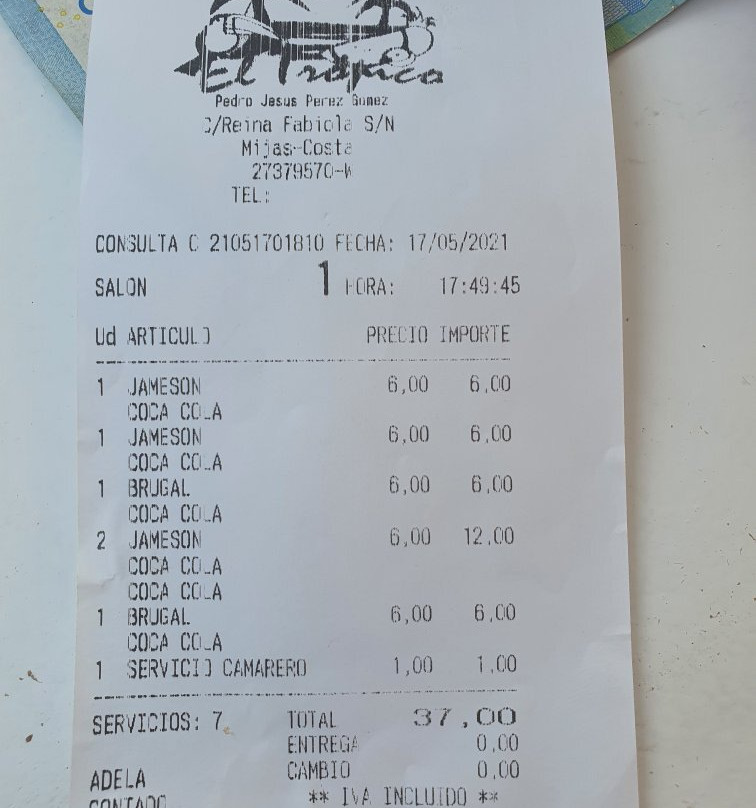 El Trópico
Pedro Jesus Perez Gomez
C/Reina Fabiola S/N
Mijas-Costa
27379570-W
TEL:
CONSULTA C 21051701810 FECHA: 17/05/2021
SALON 1 HORA: 17:49:45
Ud ARTICULO PRECIO IMPORTE
1 JAMESON 6,00 6,00
COCA COLA
1 JAMESON 6,00 6,00
COCA COLA
1 BRUGAL 6,00 6,00
COCA COLA
2 JAMESON 6,00 12,00
COCA COLA
COCA COLA
1 BRUGAL 6,00 6,00
COCA COLA
1 SERVICIO CAMARERO 1,00 1,00
SERVICIOS: 7 TOTAL 37,00
ENTREGA 0,00
ADELA CAMBIO 0,00
CONTADO ** IVA INCLUIDO **